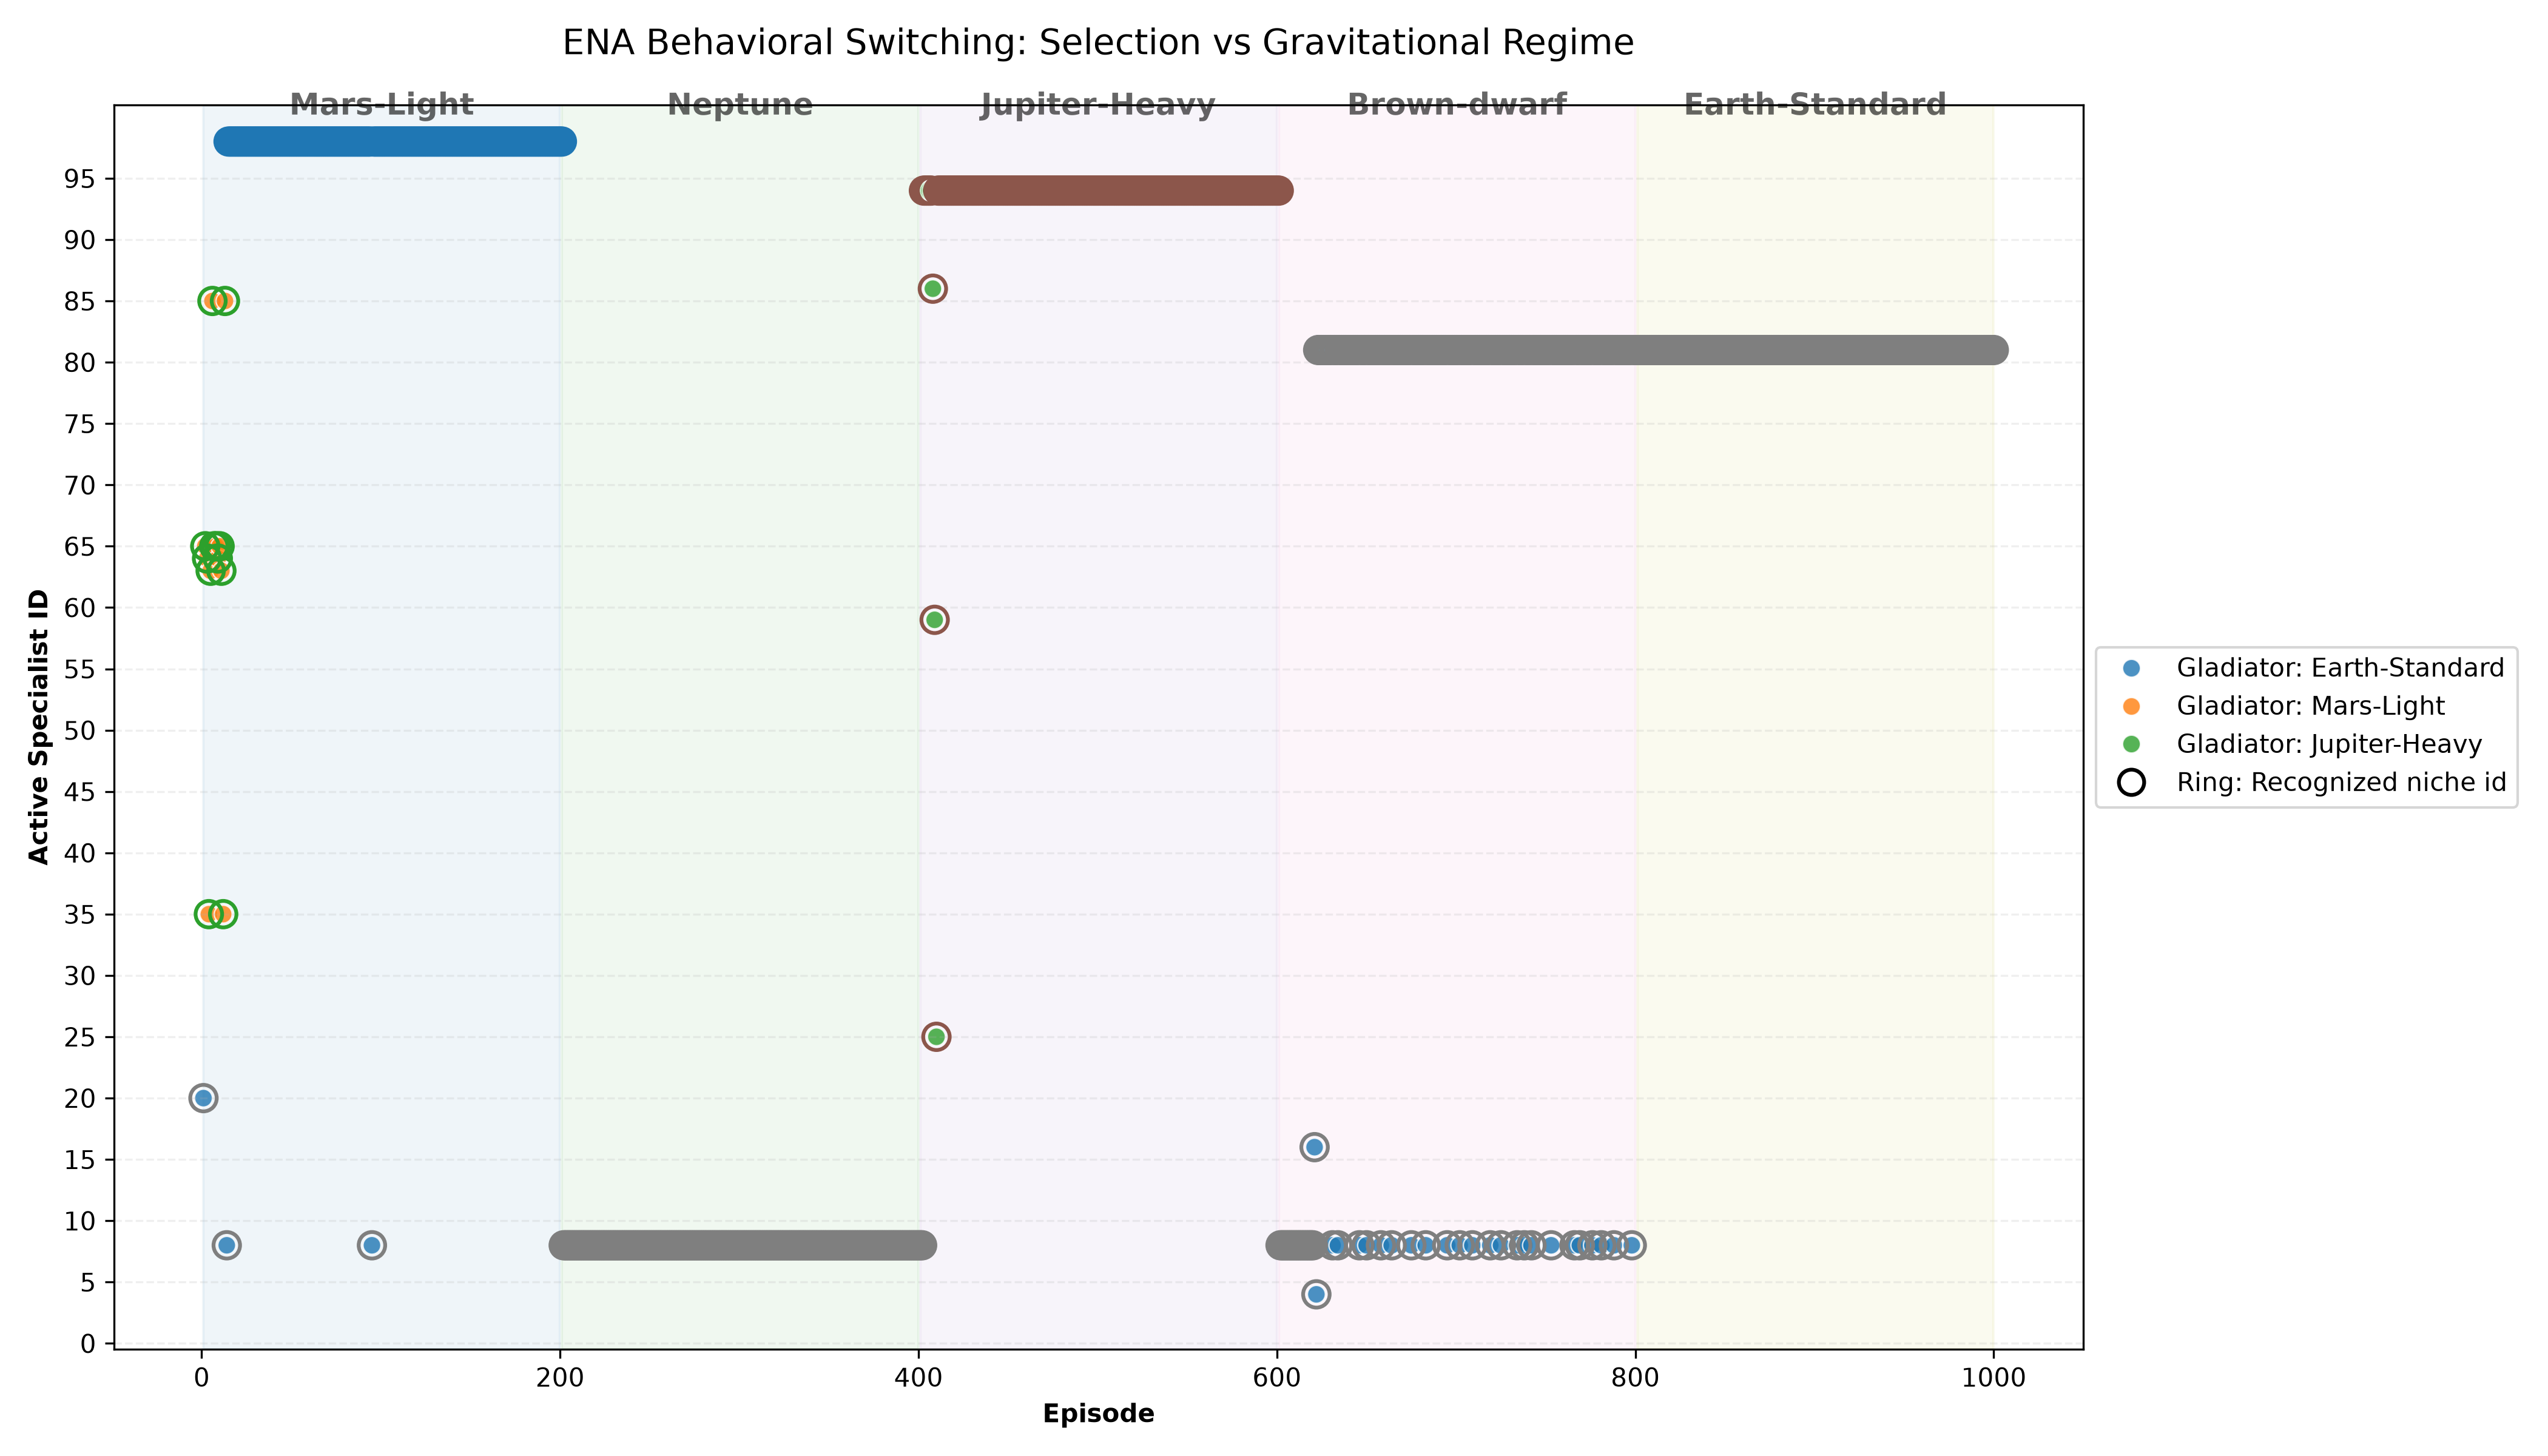 ENA Behavioral Switching: Selection vs Gravitational Regime
Mars-Light Neptune Jupiter-Heavy Brown-dwarf Earth-Standard
95
90
85
80
75
70
65
60
55
50
45
40
35
30
25
20
15
10
5
0
Active Specialist ID
0 200 400 600 800 1000
Episode
Gladiator: Earth-Standard
Gladiator: Mars-Light
Gladiator: Jupiter-Heavy
Ring: Recognized niche id